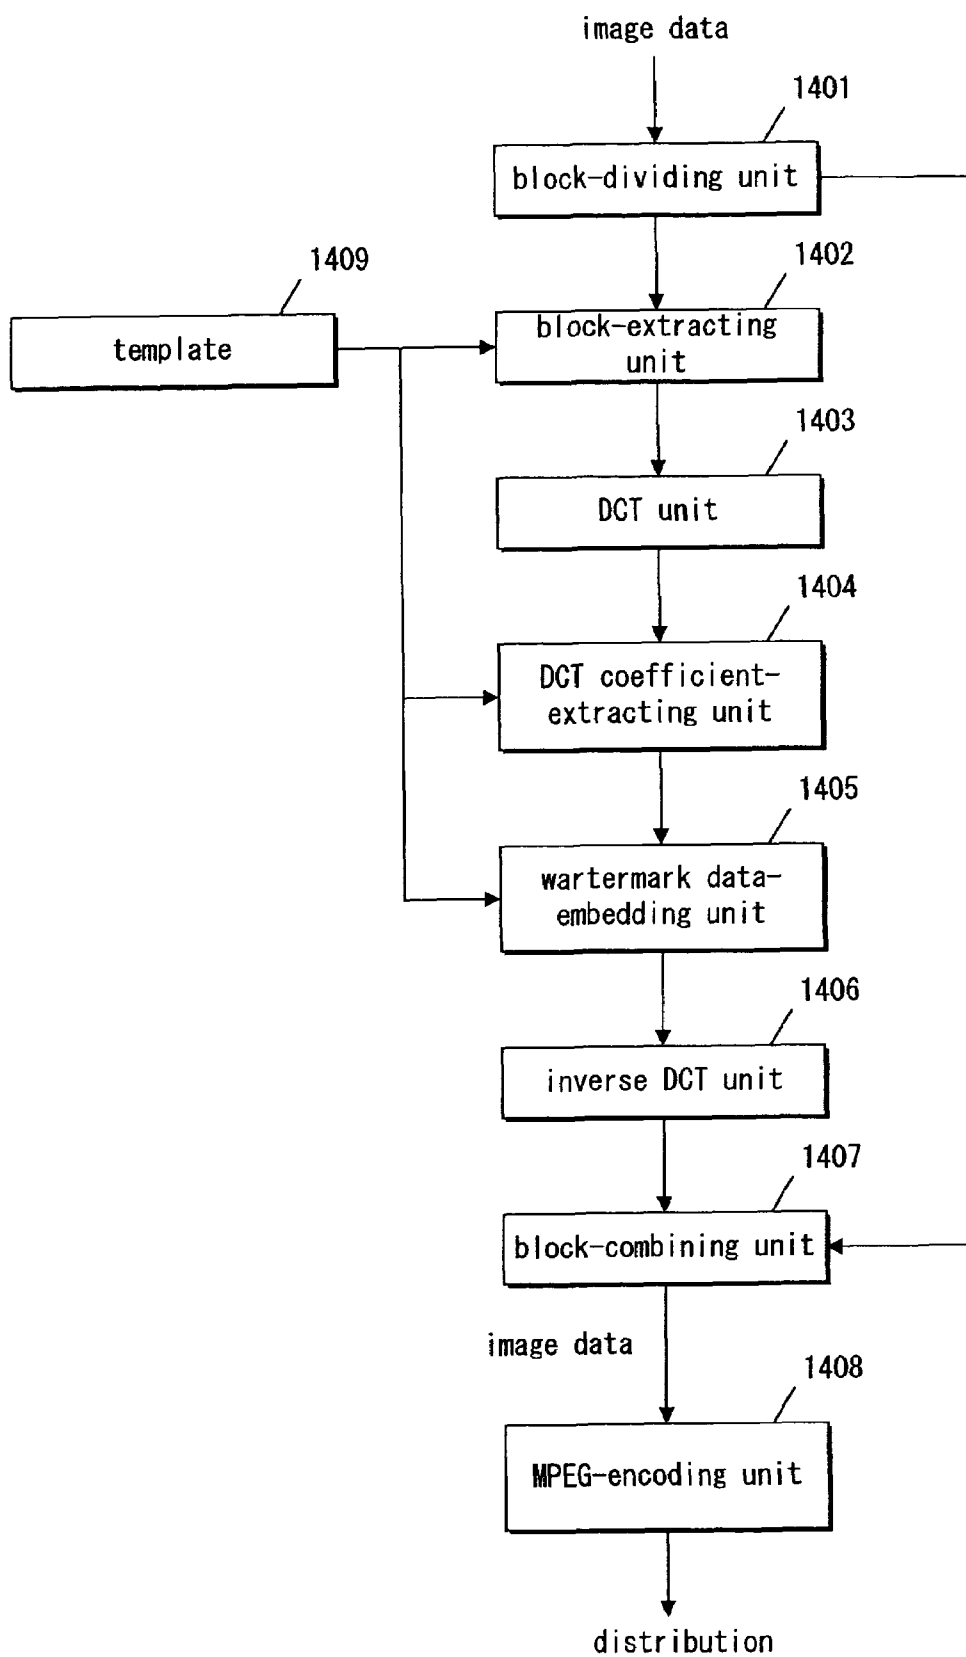 image data
1401
block-dividing unit
1409
1402
template
block-extracting
unit
1403
DCT unit
1404
DCT coefficient-
extracting unit
1405
wartermark data-
embedding unit
1406
inverse DCT unit
1407
block-combining unit
image data
1408
MPEG-encoding unit
distribution